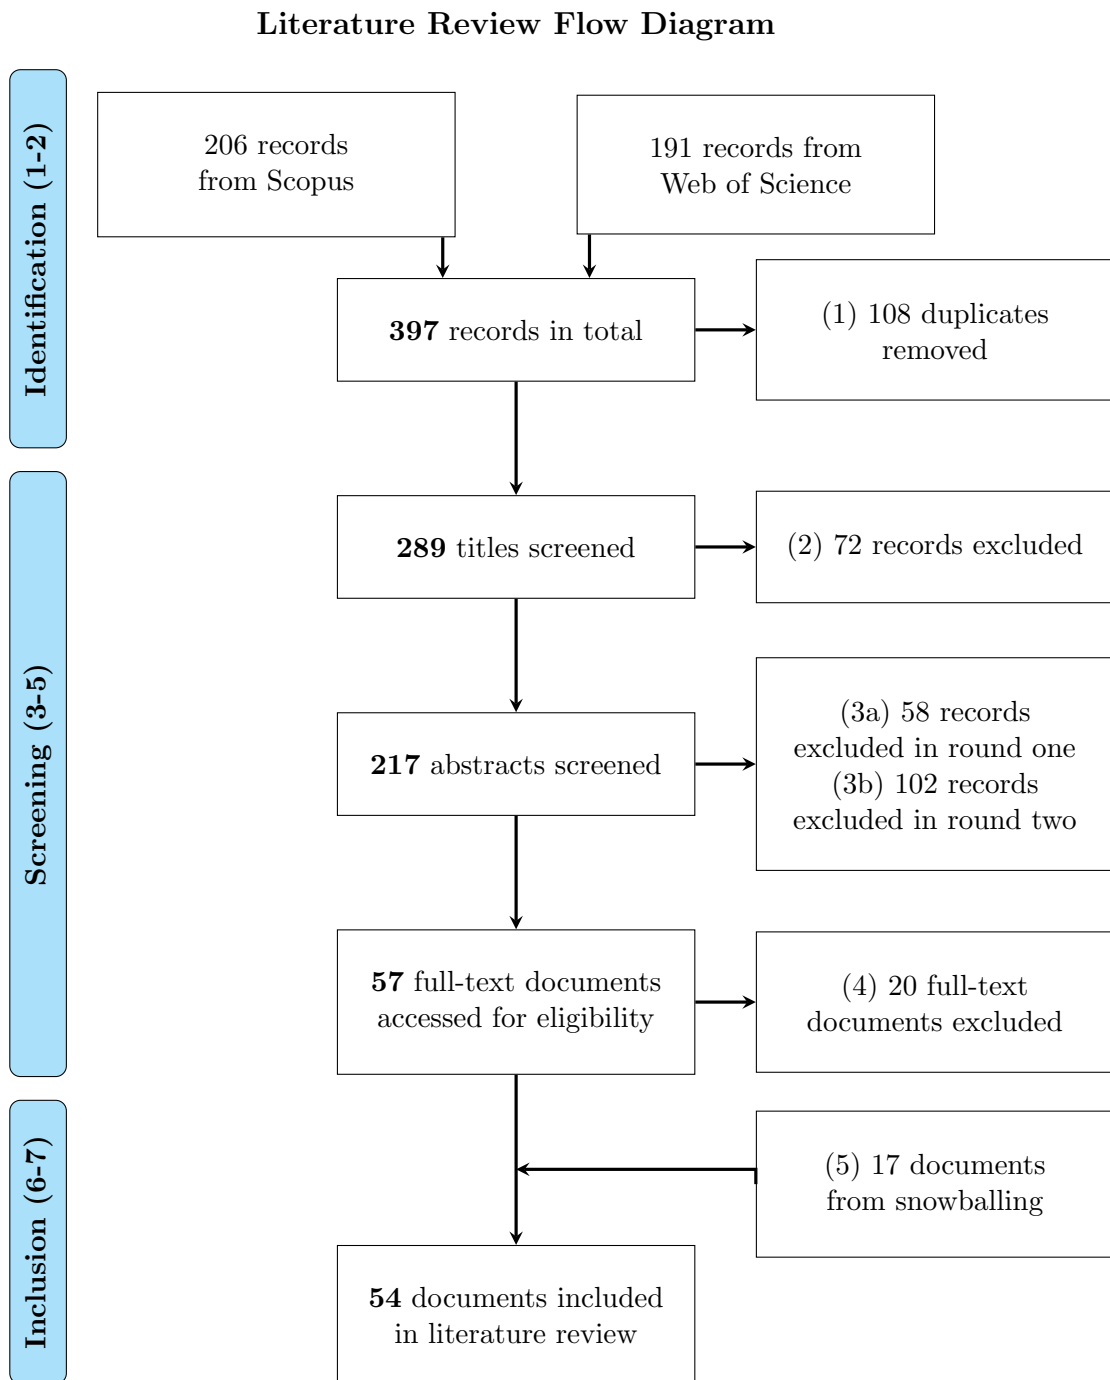 Literature Review Flow Diagram
Identification (1-2)
206 records
from Scopus
191 records from
Web of Science
397 records in total
(1) 108 duplicates
removed
Screening (3-5)
289 titles screened
(2) 72 records excluded
217 abstracts screened
(3a) 58 records
excluded in round one
(3b) 102 records
excluded in round two
57 full-text documents
accessed for eligibility
(4) 20 full-text
documents excluded
Inclusion (6-7)
(5) 17 documents
from snowballing
54 documents included
in literature review